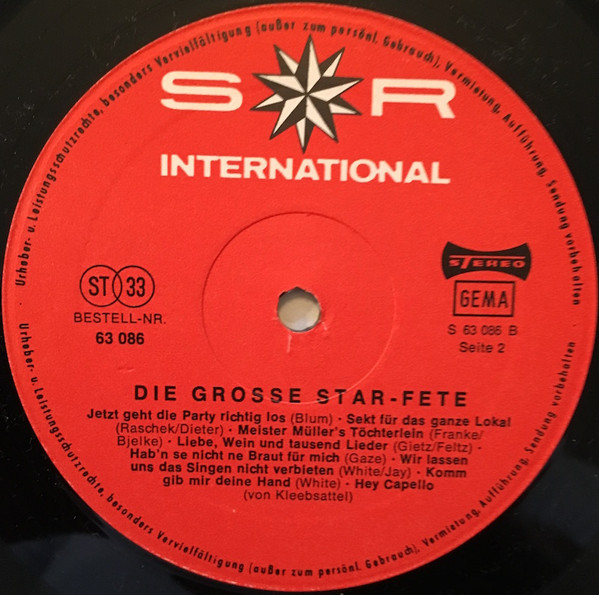 Urheber- u. Leistungsschutzrechte, besonders Vervielfältigung (außer zum persönl. Gebrauch), Vermietung, Aufführung, Sendung vorbehalten
S R
INTERNATIONAL
ST 33
BESTELL-NR.
63 086
STEREO
GEMA
S 63 086 B
Seite 2
DIE GROSSE STAR-FETE
Jetzt geht die Party richtig los (Blum) · Sekt für das ganze Lokal
(Raschek/Dieter) · Meister Müller's Töchterlein (Franke/
Bjelke) · Liebe, Wein und tausend Lieder (Gietz/Feltz) ·
Hab'n se nicht ne Braut für mich (Gaze) · Wir lassen
uns das Singen nicht verbieten (White/Jay) · Komm
gib mir deine Hand (White) · Hey Capello
(von Kleebsattel)
Urheber- u. Leistungsschutzrechte, besonders Vervielfältigung (außer zum persönl. Gebrauch), Vermietung, Aufführung, Sendung vorbehalten